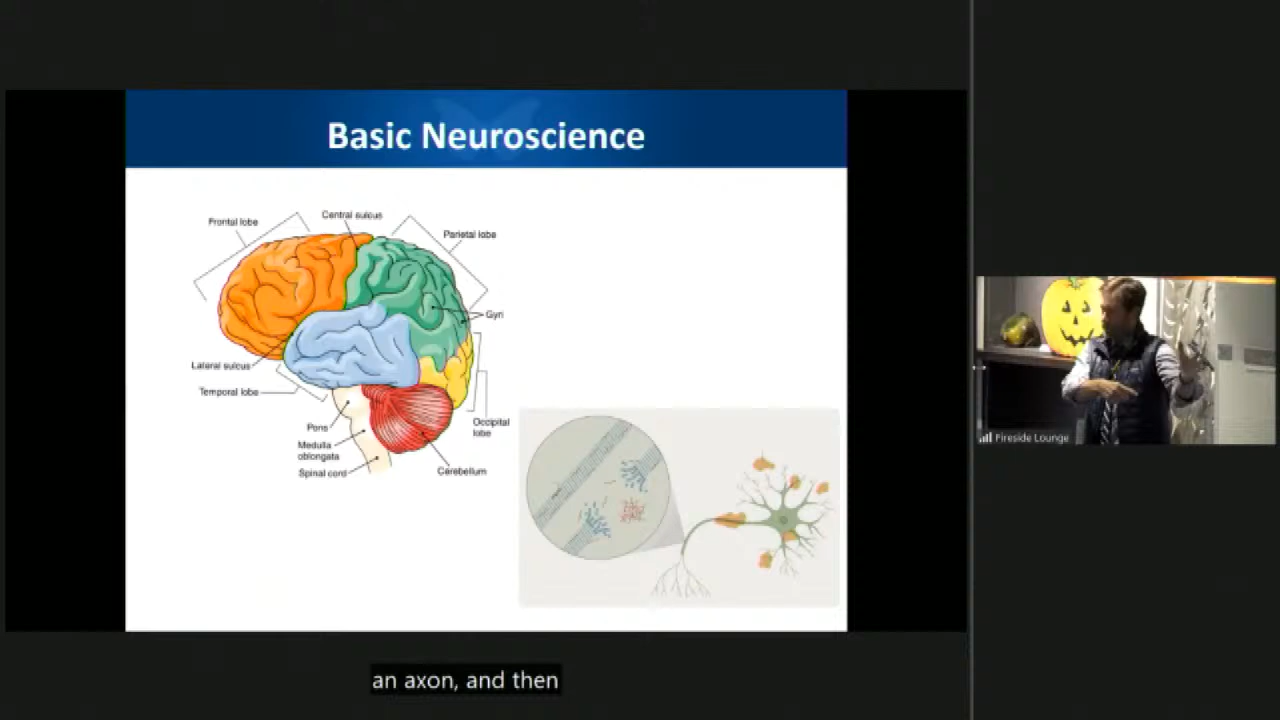 Basic Neuroscience
Frontal lobe
Central sulcus
Parietal lobe
Gyri
Lateral sulcus
Temporal lobe
Pons
Medulla
oblongata
Spinal cord
Occipital
lobe
Cerebellum
Fireside Lounge
an axon, and then